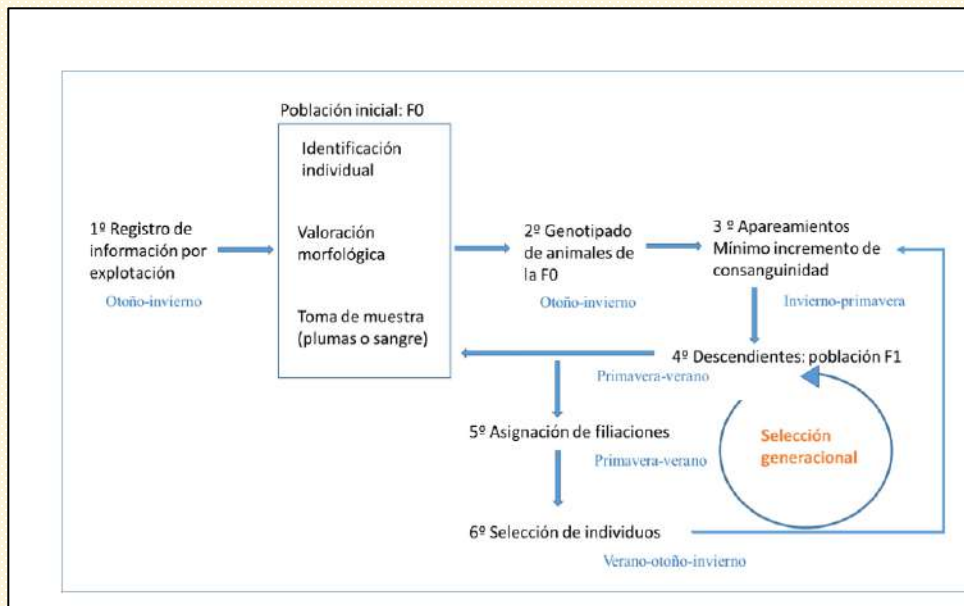 Población inicial: F0
Identificación
individual
Valoración
morfológica
Toma de muestra
(plumas o sangre)
1º Registro de
información por
explotación
Otoño-invierno
2º Genotipado
de animales de
la F0
Otoño-invierno
3 º Apareamientos
Mínimo incremento de
consanguinidad
Invierno-primavera
4º Descendientes: población F1
Primavera-verano
5º Asignación de filiaciones
Primavera-verano
Selección
generacional
6º Selección de individuos
Verano-otoño-invierno